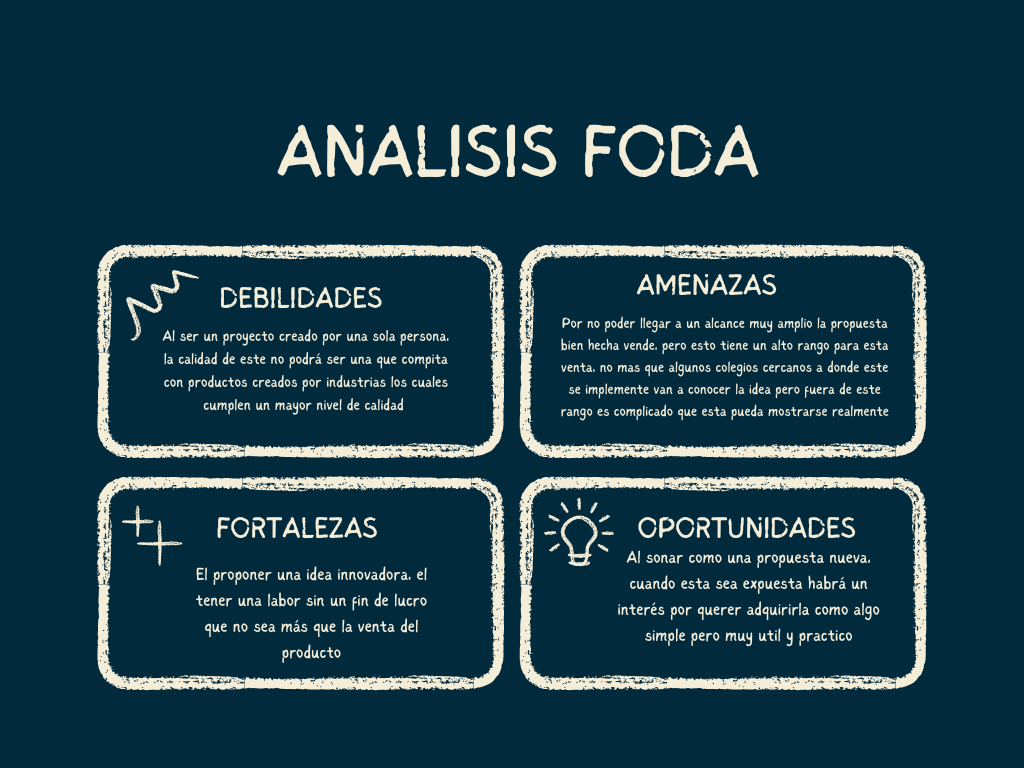 ANALISIS FODA
DEBILIDADES
Al ser un proyecto creado por una sola persona,
la calidad de este no podrá ser una que compita
con productos creados por industrias los cuales
cumplen un mayor nivel de calidad
AMENAZAS
Por no poder llegar a un alcance muy amplio la propuesta
bien hecha vende, pero esto tiene un alto rango para esta
venta, no mas que algunos colegios cercanos a donde este
se implemente van a conocer la idea pero fuera de este
rango es complicado que esta pueda mostrarse realmente
FORTALEZAS
El proponer una idea innovadora, el
tener una labor sin un fin de lucro
que no sea más que la venta del
producto
OPORTUNIDADES
Al sonar como una propuesta nueva,
cuando esta sea expuesta habrá un
interés por querer adquirirla como algo
simple pero muy util y practico